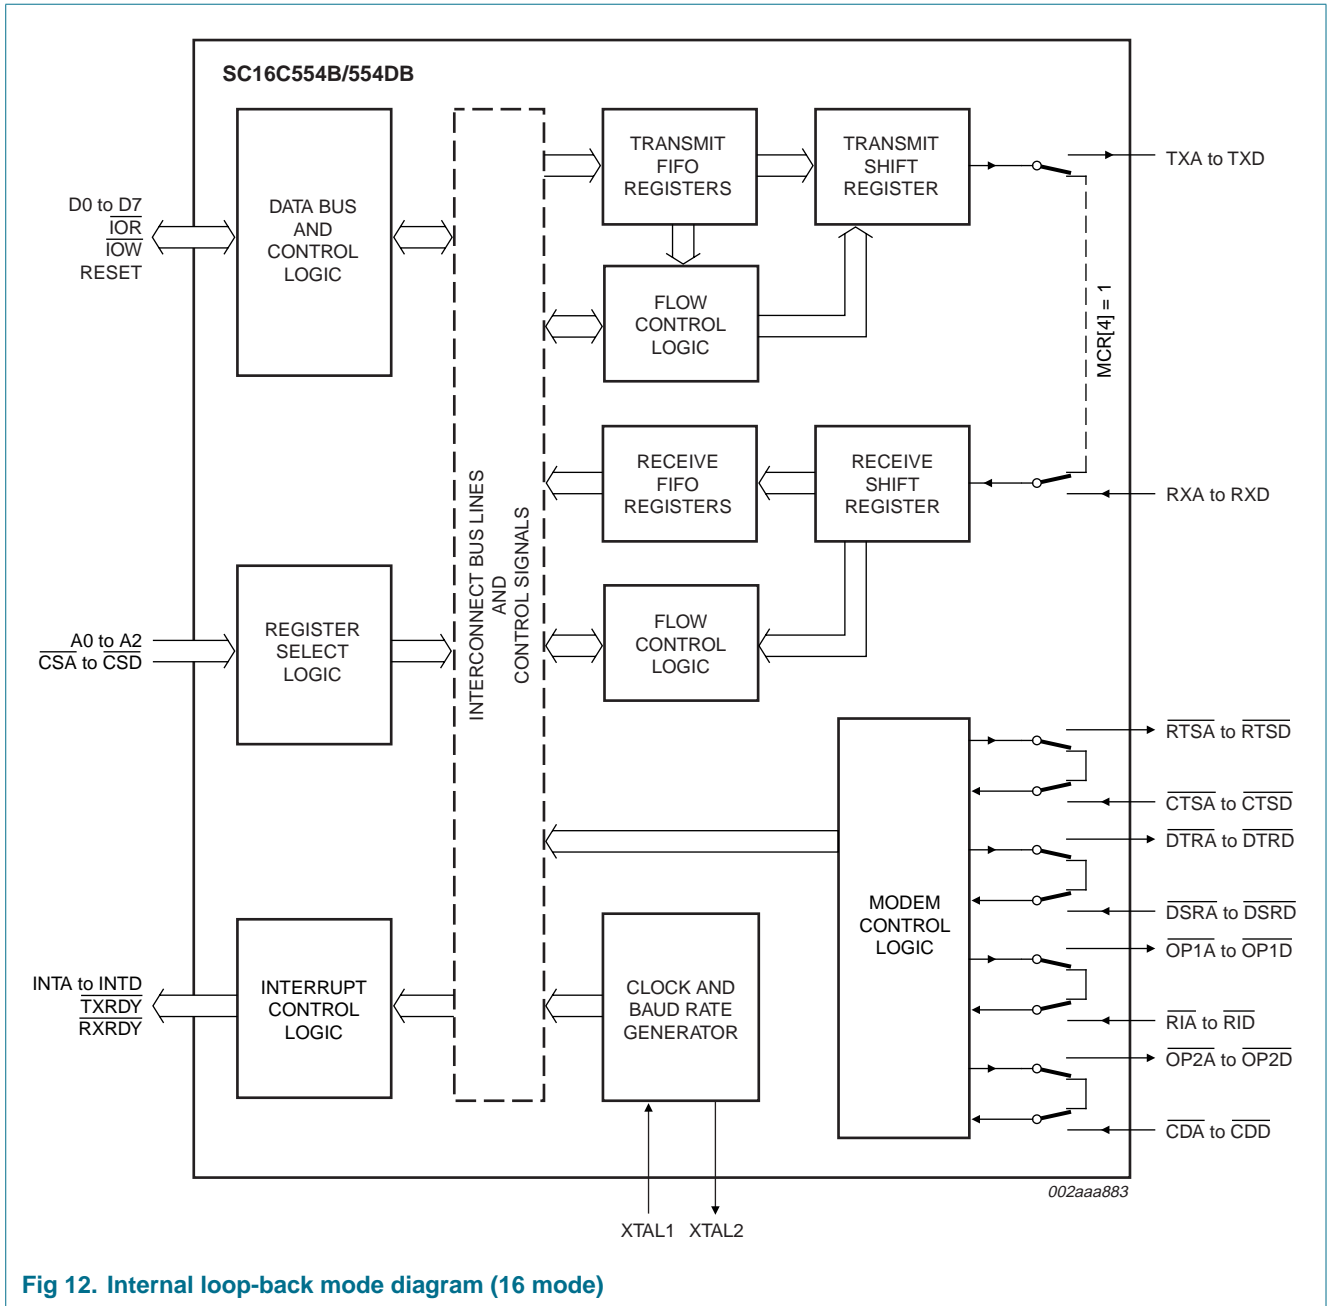 SC16C554B/554DB
D0 to D7
IOR
IOW
RESET
DATA BUS
AND
CONTROL
LOGIC
TRANSMIT
FIFO
REGISTERS
TRANSMIT
SHIFT
REGISTER
TXA to TXD
FLOW
CONTROL
LOGIC
MCR[4] = 1
INTERCONNECT BUS LINES
AND
CONTROL SIGNALS
RECEIVE
FIFO
REGISTERS
RECEIVE
SHIFT
REGISTER
RXA to RXD
A0 to A2
CSA to CSD
REGISTER
SELECT
LOGIC
FLOW
CONTROL
LOGIC
MODEM
CONTROL
LOGIC
RTSA to RTSD
CTSA to CTSD
DTRA to DTRD
DSRA to DSRD
OP1A to OP1D
RIA to RID
OP2A to OP2D
CDA to CDD
INTA to INTD
TXRDY
RXRDY
INTERRUPT
CONTROL
LOGIC
CLOCK AND
BAUD RATE
GENERATOR
XTAL1 XTAL2
002aaa883
Fig 12. Internal loop-back mode diagram (16 mode)